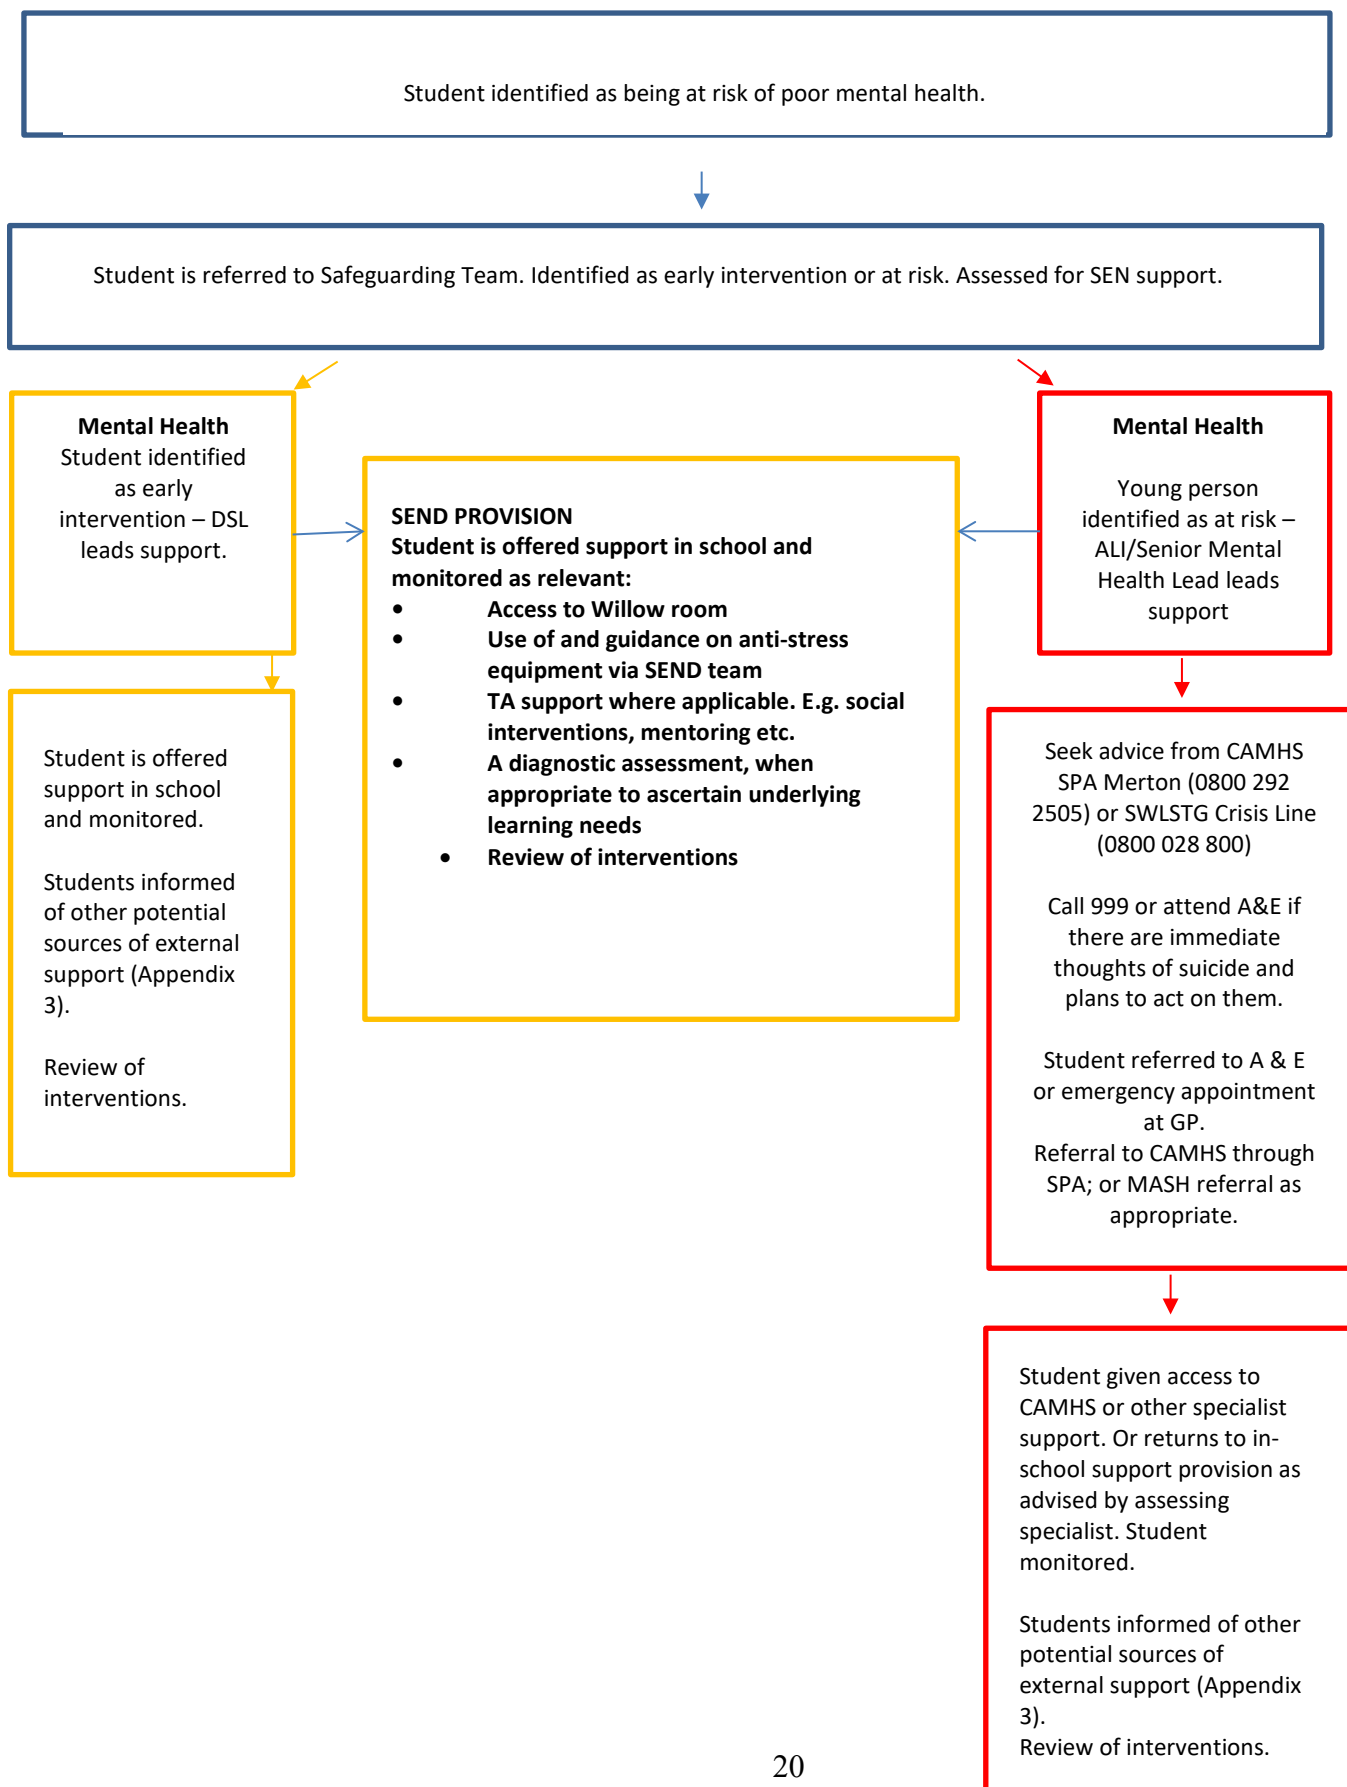 Student identified as being at risk of poor mental health.
Student is referred to Safeguarding Team. Identified as early intervention or at risk. Assessed for SEN support.
Mental Health
Student identified
as early
intervention – DSL
leads support.
SEND PROVISION
Student is offered support in school and
monitored as relevant:
• Access to Willow room
• Use of and guidance on anti-stress
equipment via SEND team
• TA support where applicable. E.g. social
interventions, mentoring etc.
• A diagnostic assessment, when
appropriate to ascertain underlying
learning needs
• Review of interventions
Mental Health
Young person
identified as at risk –
ALI/Senior Mental
Health Lead leads
support
Student is offered
support in school
and monitored.
Students informed
of other potential
sources of external
support (Appendix
3).
Review of
interventions.
Seek advice from CAMHS
SPA Merton (0800 292
2505) or SWLSTG Crisis Line
(0800 028 800)
Call 999 or attend A&E if
there are immediate
thoughts of suicide and
plans to act on them.
Student referred to A & E
or emergency appointment
at GP.
Referral to CAMHS through
SPA; or MASH referral as
appropriate.
Student given access to
CAMHS or other specialist
support. Or returns to in-
school support provision as
advised by assessing
specialist. Student
monitored.
Students informed of other
potential sources of
external support (Appendix
3).
Review of interventions.
20